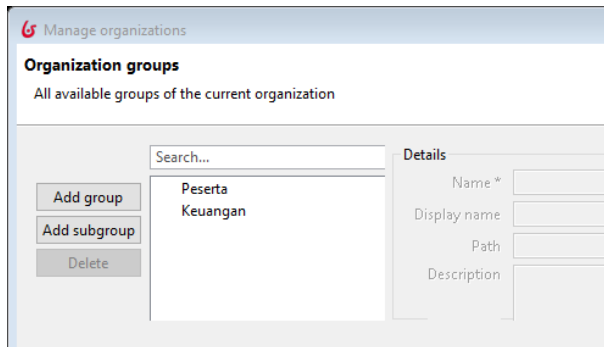 Manage organizations
Organization groups
All available groups of the current organization
Search...
Add group
Add subgroup
Delete
Peserta
Keuangan
Details
Name *
Display name
Path
Description